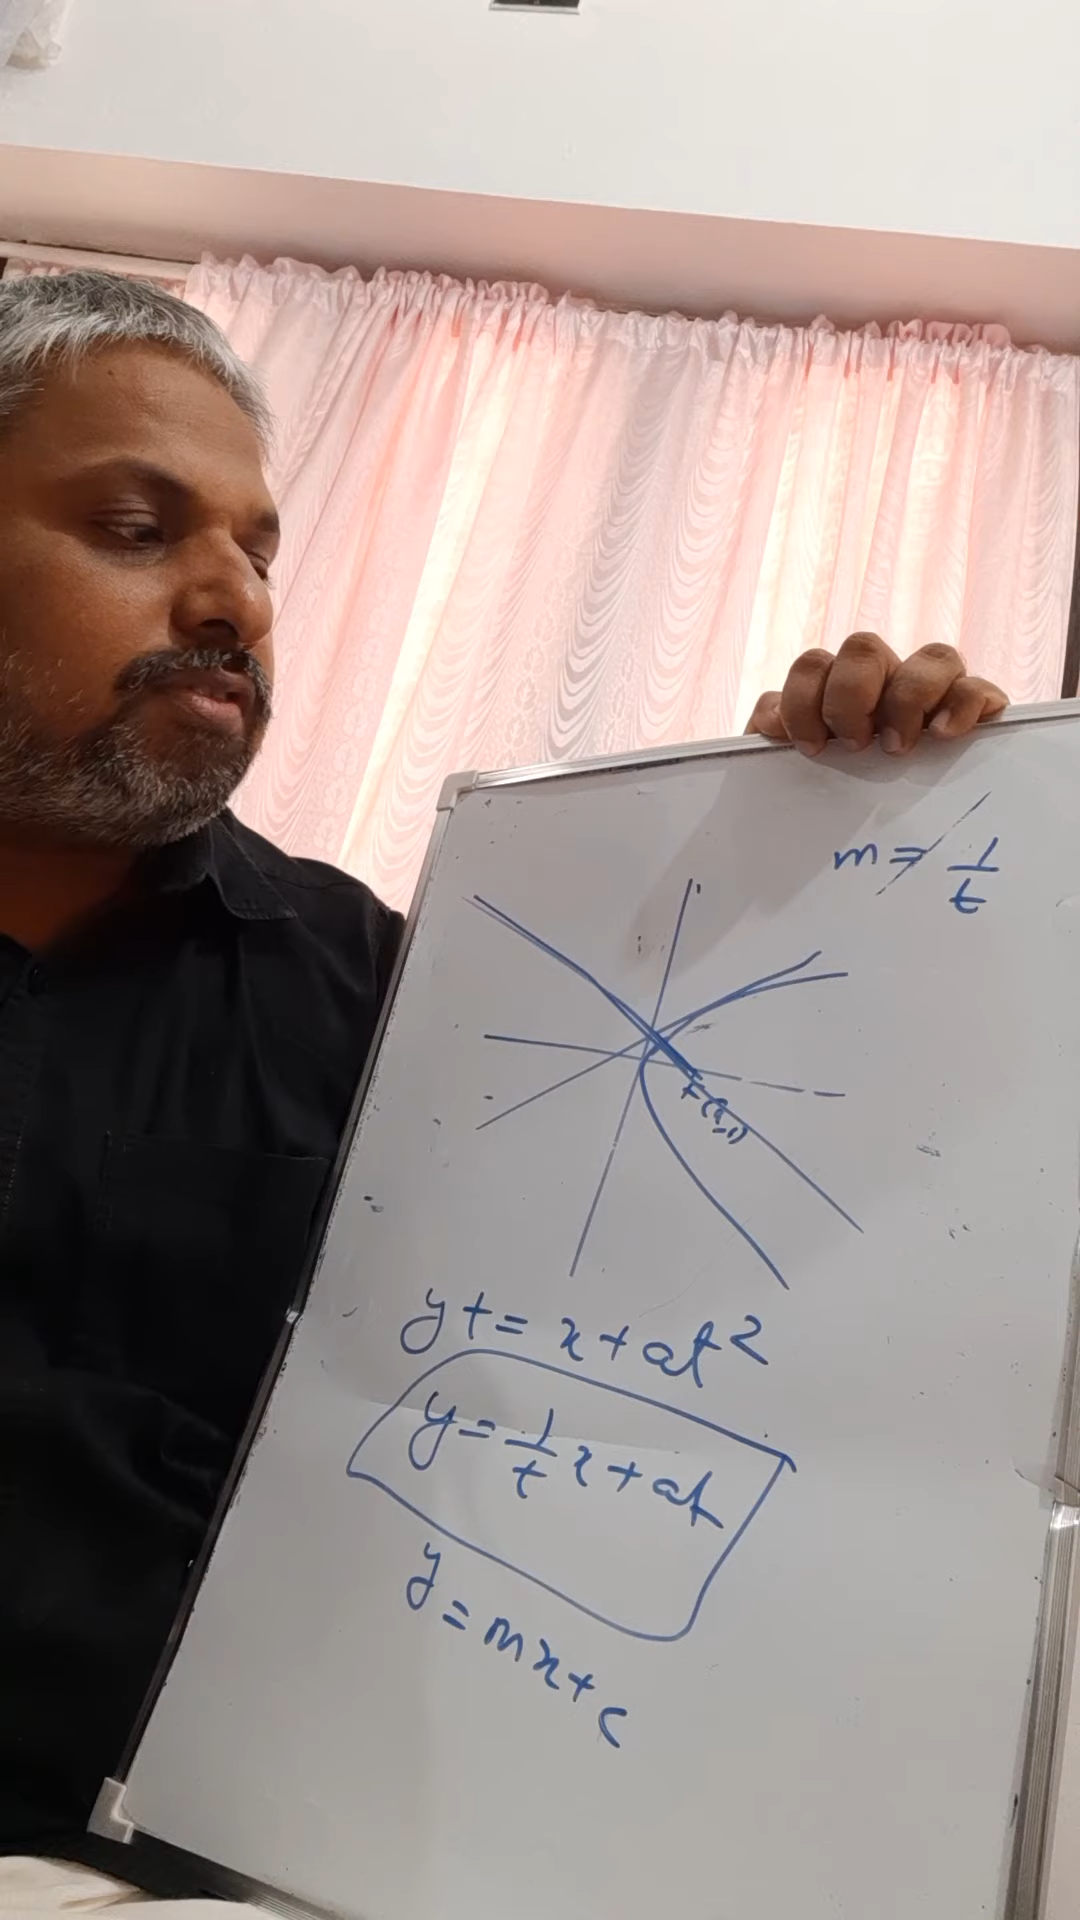 m = 1/t
yt = x + at²
y = 1/t x + at
y = mx + c